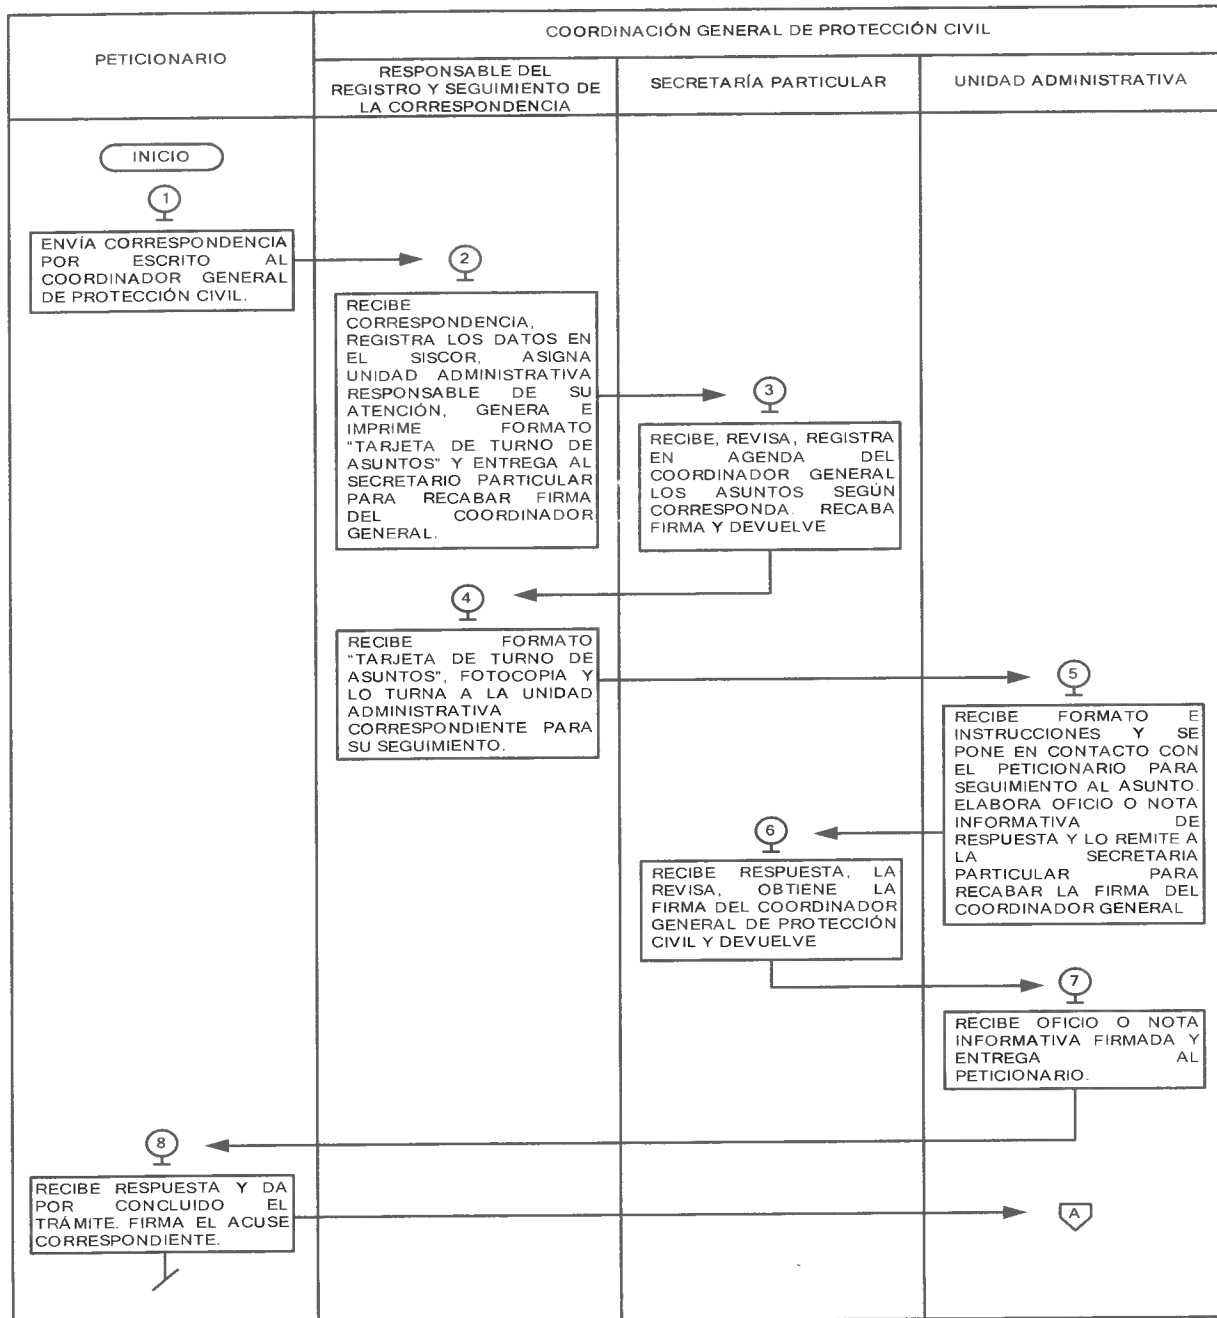 PETICIONARIO
COORDINACIÓN GENERAL DE PROTECCIÓN CIVIL
RESPONSABLE DEL
REGISTRO Y SEGUIMIENTO DE
LA CORRESPONDENCIA
SECRETARÍA PARTICULAR
UNIDAD ADMINISTRATIVA
INICIO
1
ENVÍA CORRESPONDENCIA
POR ESCRITO AL
COORDINADOR GENERAL
DE PROTECCIÓN CIVIL.
2
RECIBE
CORRESPONDENCIA,
REGISTRA LOS DATOS EN
EL SISCOR, ASIGNA
UNIDAD ADMINISTRATIVA
RESPONSABLE DE SU
ATENCIÓN, GENERA E
IMPRIME FORMATO
“TARJETA DE TURNO DE
ASUNTOS” Y ENTREGA AL
SECRETARIO PARTICULAR
PARA RECABAR FIRMA
DEL COORDINADOR
GENERAL.
3
RECIBE, REVISA, REGISTRA
EN AGENDA DEL
COORDINADOR GENERAL
LOS ASUNTOS SEGÚN
CORRESPONDA. RECABA
FIRMA Y DEVUELVE
4
RECIBE FORMATO
“TARJETA DE TURNO DE
ASUNTOS”, FOTOCOPIA Y
LO TURNA A LA UNIDAD
ADMINISTRATIVA
CORRESPONDIENTE PARA
SU SEGUIMIENTO.
5
RECIBE FORMATO E
INSTRUCCIONES Y SE
PONE EN CONTACTO CON
EL PETICIONARIO PARA
SEGUIMIENTO AL ASUNTO.
ELABORA OFICIO O NOTA
INFORMATIVA DE
RESPUESTA Y LO REMITE A
LA SECRETARIA
PARTICULAR PARA
RECABAR LA FIRMA DEL
COORDINADOR GENERAL
6
RECIBE RESPUESTA, LA
REVISA, OBTIENE LA
FIRMA DEL COORDINADOR
GENERAL DE PROTECCIÓN
CIVIL Y DEVUELVE
7
RECIBE OFICIO O NOTA
INFORMATIVA FIRMADA Y
ENTREGA AL
PETICIONARIO.
8
RECIBE RESPUESTA Y DA
POR CONCLUIDO EL
TRÁMITE. FIRMA EL ACUSE
CORRESPONDIENTE.
A